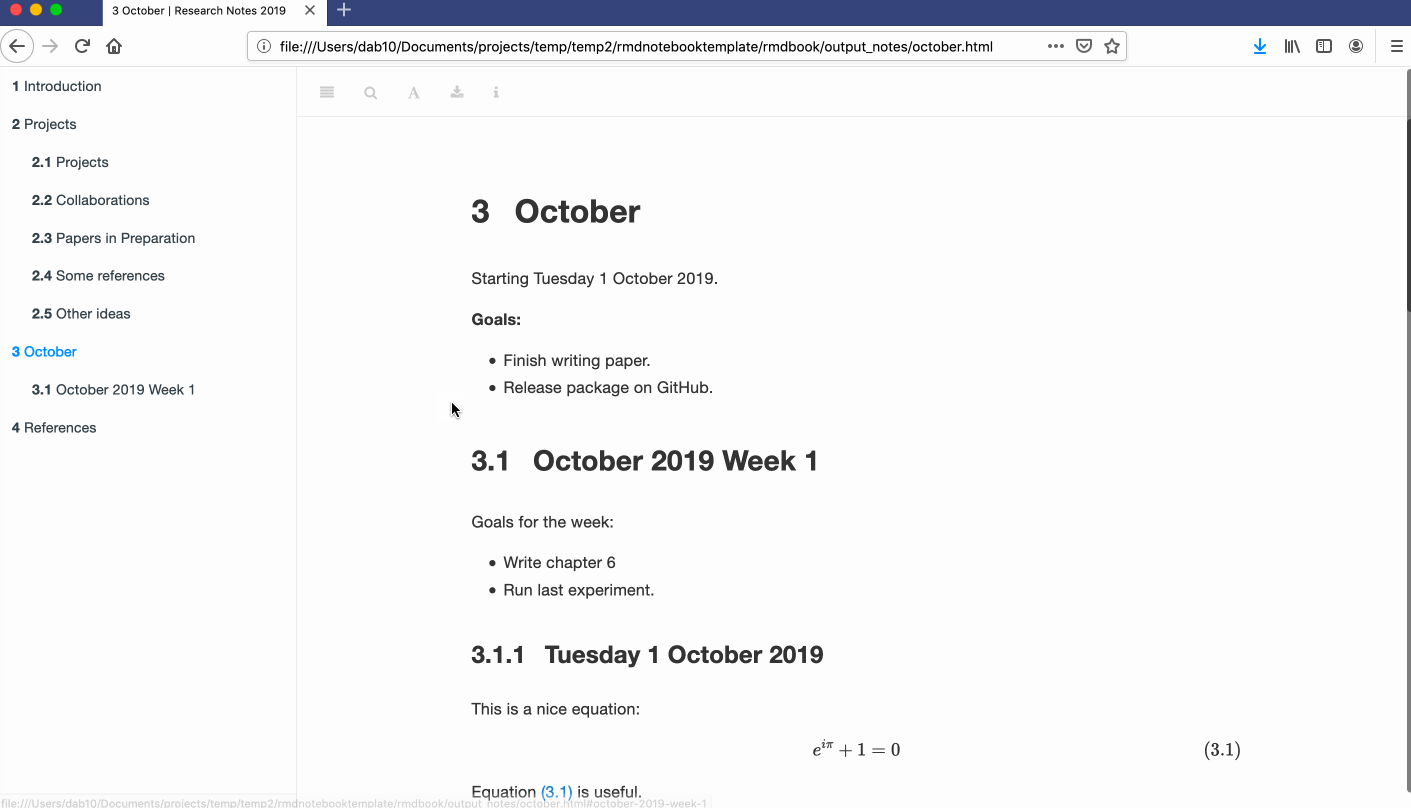 3 October | Research Notes 2019
file:///Users/dab10/Documents/projects/temp/temp2/rmdnotebooktemplate/rmdbook/output_notes/october.html
1 Introduction
2 Projects
2.1 Projects
2.2 Collaborations
2.3 Papers in Preparation
2.4 Some references
2.5 Other ideas
3 October
3.1 October 2019 Week 1
4 References
A
i
3 October
Starting Tuesday 1 October 2019.
Goals:
• Finish writing paper.
• Release package on GitHub.
3.1 October 2019 Week 1
Goals for the week:
• Write chapter 6
• Run last experiment.
3.1.1 Tuesday 1 October 2019
This is a nice equation:
e^{iπ} + 1 = 0 (3.1)
Equation (3.1) is useful.
file:///Users/dab10/Documents/projects/temp/temp2/rmdnotebooktemplate/rmdbook/output_notes/october.html#october-2019-week-1